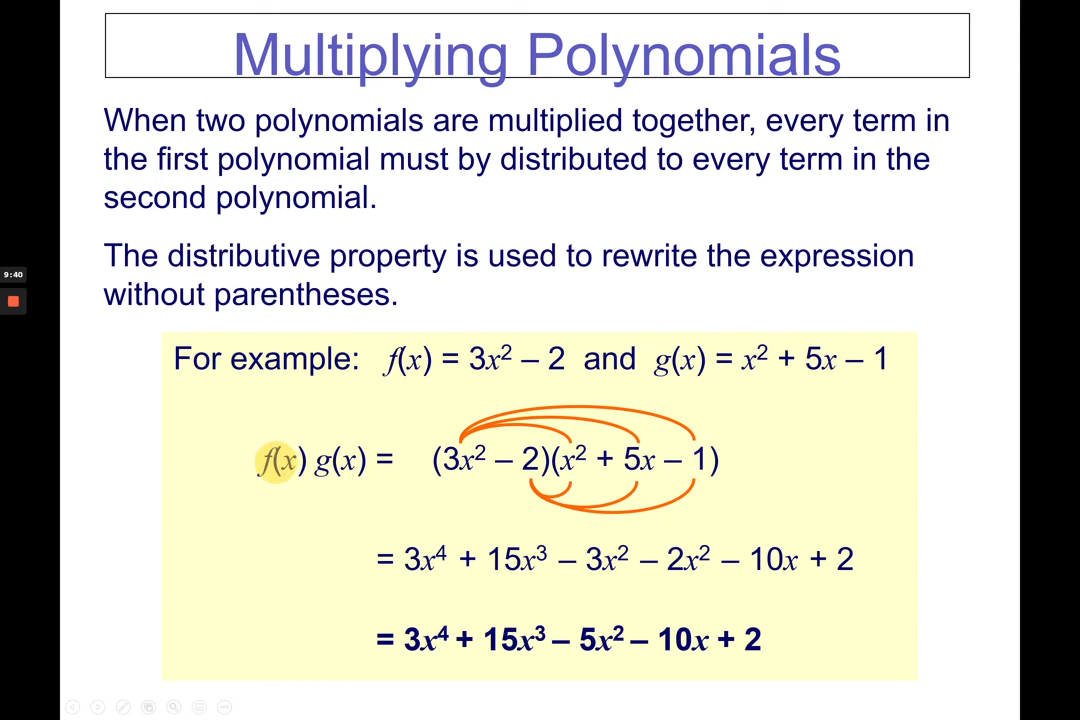 Multiplying Polynomials
When two polynomials are multiplied together, every term in
the first polynomial must by distributed to every term in the
second polynomial.
The distributive property is used to rewrite the expression
without parentheses.
9:40
For example: f(x) = 3x² – 2 and g(x) = x² + 5x – 1
f(x) g(x) = (3x² – 2)(x² + 5x – 1)
= 3x⁴ + 15x³ – 3x² – 2x² – 10x + 2
= 3x⁴ + 15x³ – 5x² – 10x + 2